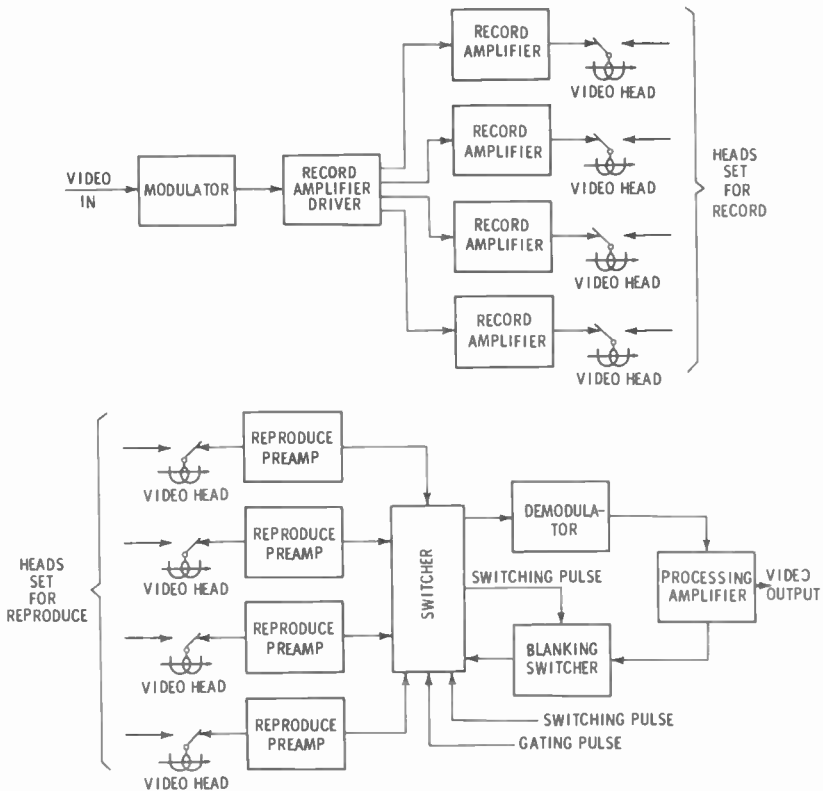 RECORD
AMPLIFIER
VIDEO HEAD
RECORD
AMPLIFIER
VIDEO HEAD
VIDEO
IN
MODULATOR
RECORD
AMPLIFIER
DRIVER
HEADS
SET
FOR
RECORD
RECORD
AMPLIFIER
VIDEO HEAD
RECORD
AMPLIFIER
VIDEO HEAD
HEADS
SET
FOR
REPRODUCE
REPRODUCE
PREAMP
VIDEO HEAD
REPRODUCE
PREAMP
VIDEO HEAD
REPRODUCE
PREAMP
VIDEO HEAD
REPRODUCE
PREAMP
VIDEO HEAD
SWITCHER
DEMODULA-
TOR
SWITCHING PULSE
PROCESSING
AMPLIFIER
VIDEO
OUTPUT
BLANKING
SWITCHER
SWITCHING PULSE
GATING PULSE